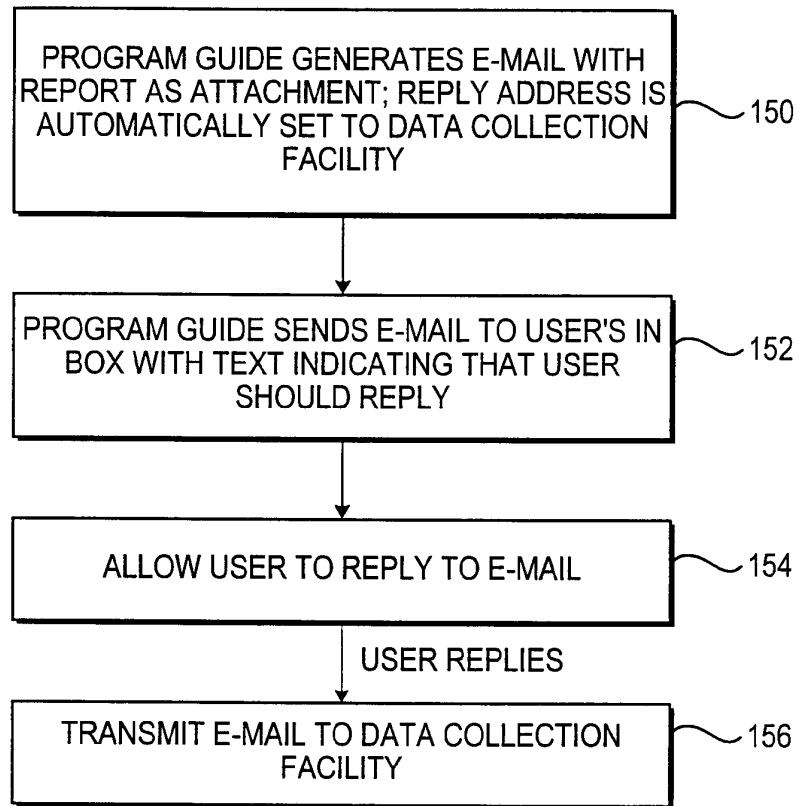 PROGRAM GUIDE GENERATES E-MAIL WITH
REPORT AS ATTACHMENT; REPLY ADDRESS IS
AUTOMATICALLY SET TO DATA COLLECTION
FACILITY
150
PROGRAM GUIDE SENDS E-MAIL TO USER'S IN
BOX WITH TEXT INDICATING THAT USER
SHOULD REPLY
152
ALLOW USER TO REPLY TO E-MAIL
154
USER REPLIES
TRANSMIT E-MAIL TO DATA COLLECTION
FACILITY
156